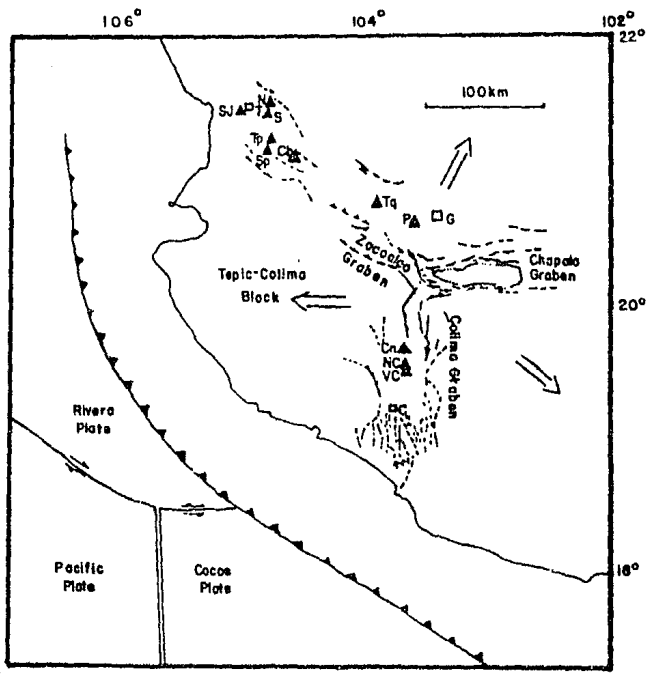 106° 104° 102°
22°
100km
N
SJ S
Tp
Cb
Sp
Tq
P G
Zacoalco
Graben
Chapala
Graben
Tepic-Colima
Block
20°
Colima Graben
Cn
NC
VC
C
Rivera
Plate
18°
Pacific
Plate
Cocos
Plate